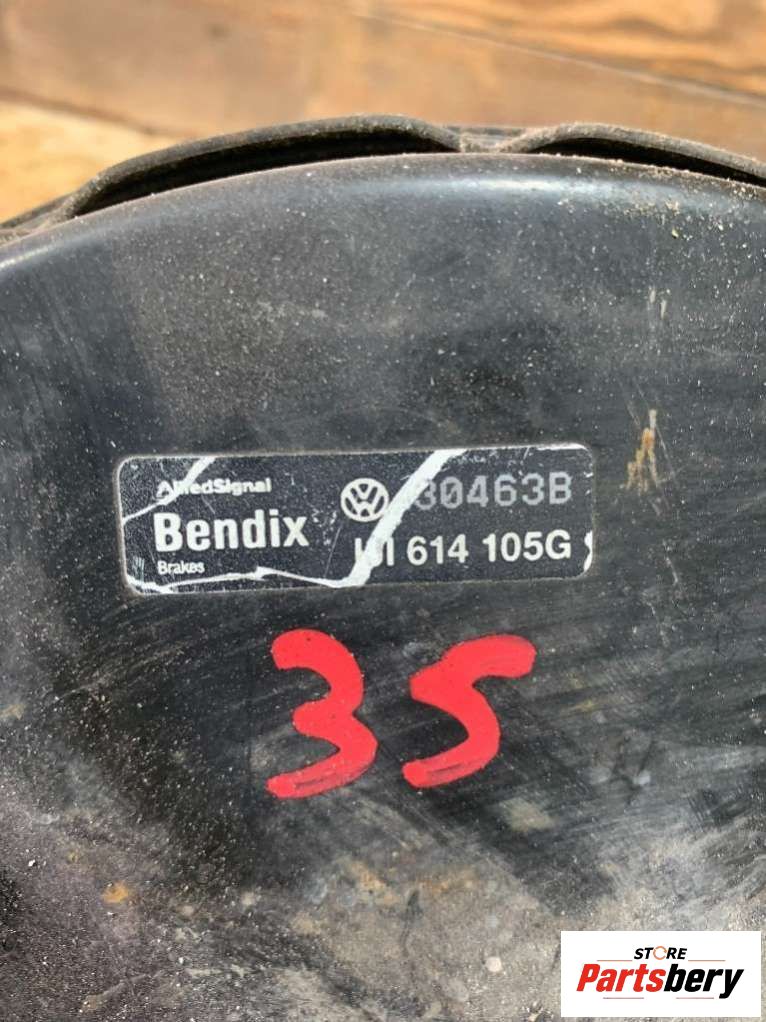 AlliedSignal
Bendix
Brakes
30463B
614 105G
35
STORE
Partsbery